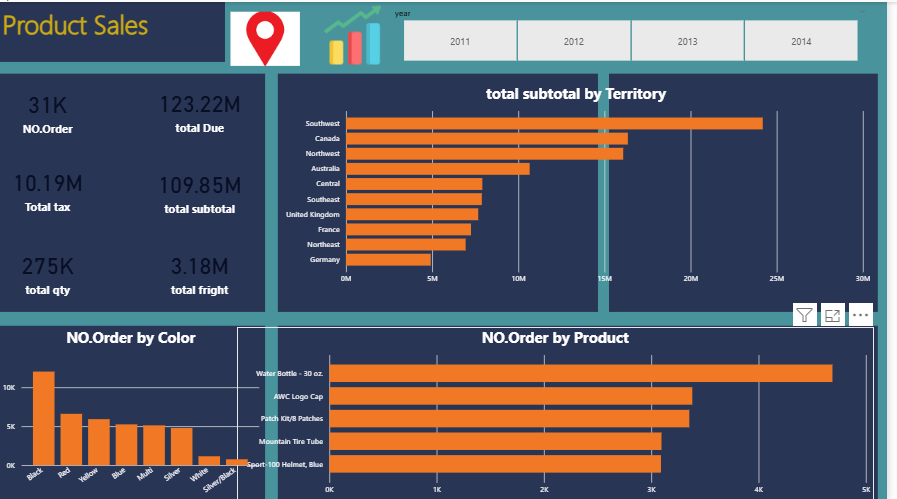 Product Sales
year
2011 2012 2013 2014
31K 123.22M
NO.Order total Due
10.19M 109.85M
Total tax total subtotal
275K 3.18M
total qty total fright
total subtotal by Territory
Southwest
Canada
Northwest
Australia
Central
Southeast
United Kingdom
France
Northeast
Germany
0M 5M 10M 15M 20M 25M 30M
NO.Order by Color
10K
5K
0K
Black Red Yellow Blue Multi Silver White Silver/Black
NO.Order by Product
Water Bottle - 30 oz.
AWC Logo Cap
Patch Kit/8 Patches
Mountain Tire Tube
Sport-100 Helmet, Blue
0K 1K 2K 3K 4K 5K